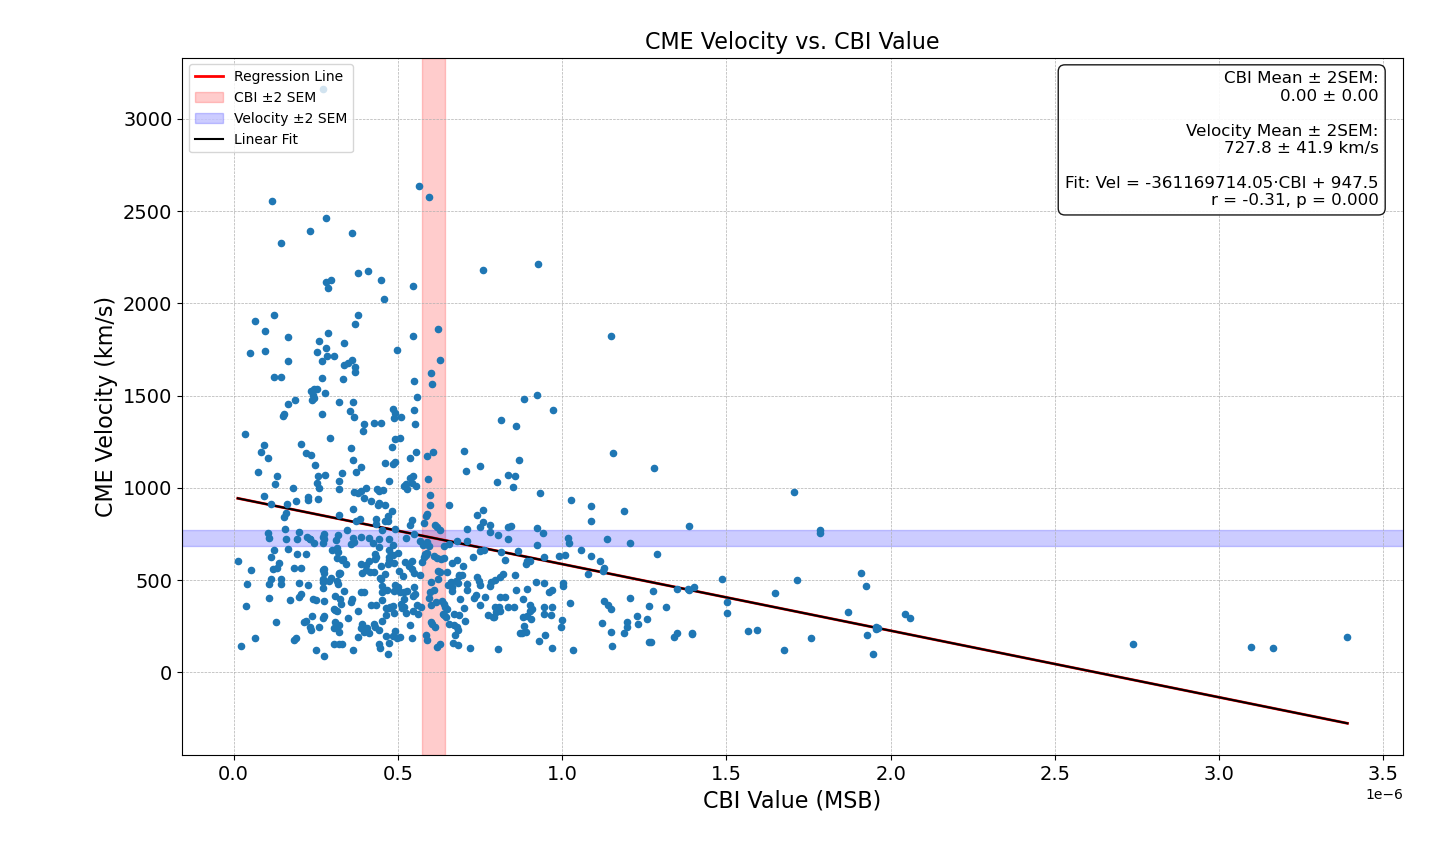 CME Velocity vs. CBI Value
Regression Line
CBI ±2 SEM
Velocity ±2 SEM
Linear Fit
CBI Mean ± 2SEM:
0.00 ± 0.00
Velocity Mean ± 2SEM:
727.8 ± 41.9 km/s
Fit: Vel = -361169714.05·CBI + 947.5
r = -0.31, p = 0.000
CME Velocity (km/s)
3000
2500
2000
1500
1000
500
0
0.0 0.5 1.0 1.5 2.0 2.5 3.0 3.5
1e−6
CBI Value (MSB)